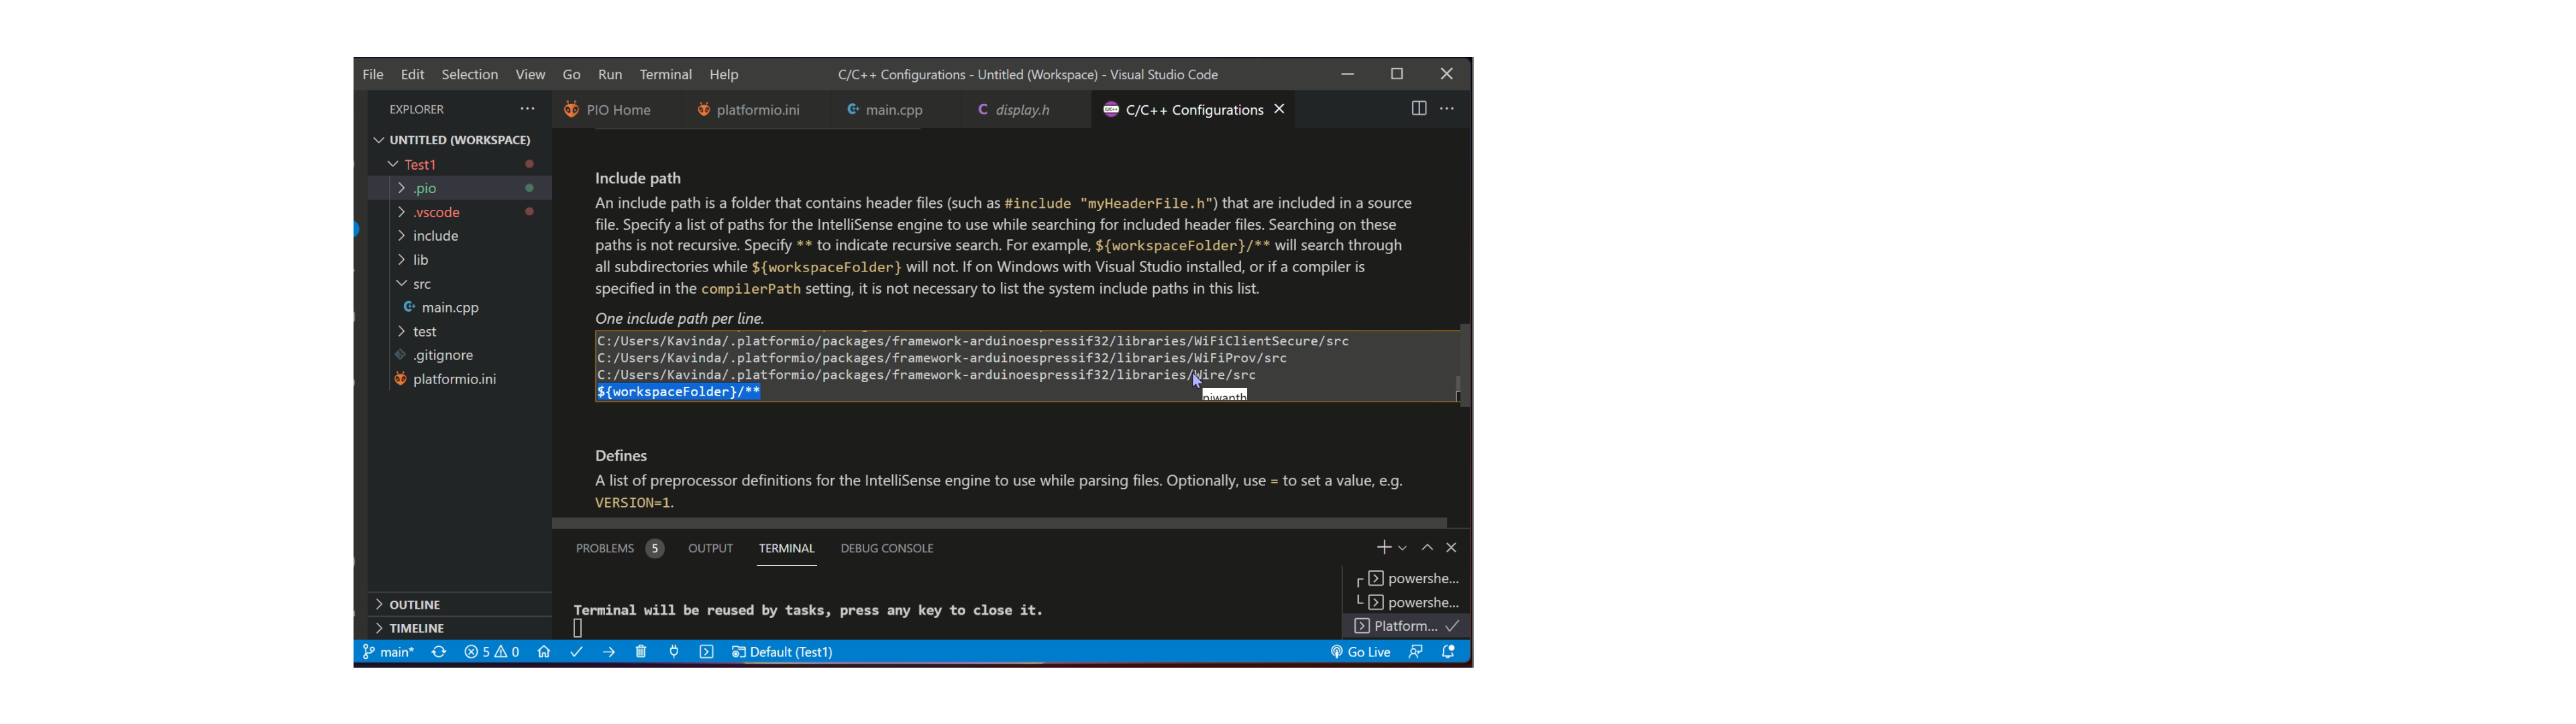 File Edit Selection View Go Run Terminal Help C/C++ Configurations - Untitled (Workspace) - Visual Studio Code
EXPLORER
PIO Home platformio.ini main.cpp display.h C/C++ Configurations
UNTITLED (WORKSPACE)
Test1
.pio
.vscode
include
lib
src
main.cpp
test
.gitignore
platformio.ini
OUTLINE
TIMELINE
Include path
An include path is a folder that contains header files (such as #include "myHeaderFile.h") that are included in a source
file. Specify a list of paths for the IntelliSense engine to use while searching for included header files. Searching on these
paths is not recursive. Specify ** to indicate recursive search. For example, ${workspaceFolder}/** will search through
all subdirectories while ${workspaceFolder} will not. If on Windows with Visual Studio installed, or if a compiler is
specified in the compilerPath setting, it is not necessary to list the system include paths in this list.
One include path per line.
C:/Users/Kavinda/.platformio/packages/framework-arduinoespressif32/libraries/WiFiClientSecure/src
C:/Users/Kavinda/.platformio/packages/framework-arduinoespressif32/libraries/WiFiProv/src
C:/Users/Kavinda/.platformio/packages/framework-arduinoespressif32/libraries/Wire/src
${workspaceFolder}/**
Defines
A list of preprocessor definitions for the IntelliSense engine to use while parsing files. Optionally, use = to set a value, e.g.
VERSION=1.
PROBLEMS 5 OUTPUT TERMINAL DEBUG CONSOLE
Terminal will be reused by tasks, press any key to close it.
powershe...
powershe...
Platform...
main* 5 0 Default (Test1) Go Live